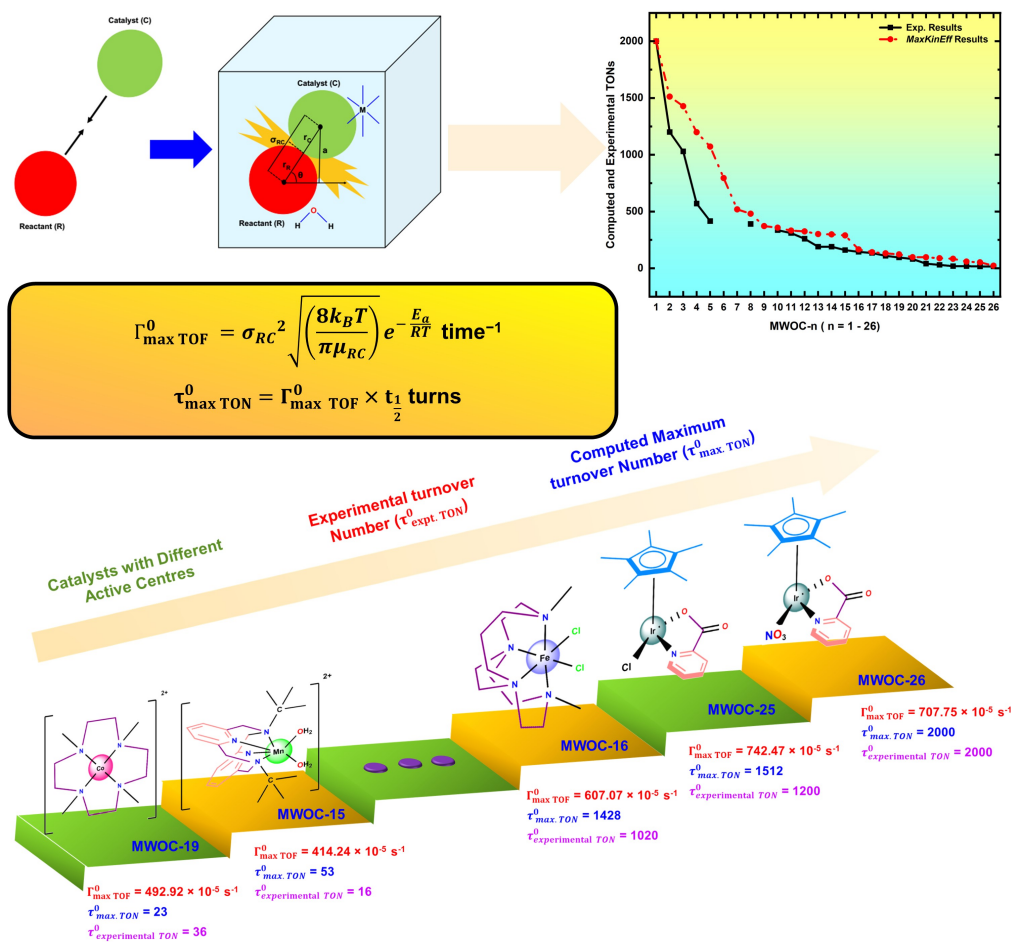 Catalyst (C)
Reactant (R)
Catalyst (C)
M
σRC
rC
a
rR
θ
Reactant (R)
O
H H
Exp. Results
MaxKinEff Results
Computed and Experimental TONs
2000
1500
1000
500
0
1 2 3 4 5 6 7 8 9 10 11 12 13 14 15 16 17 18 19 20 21 22 23 24 25 26
MWOC-n ( n = 1 - 26)
Γ⁰max TOF = σRC² √((8kBT)/(πμRC)) e^(−Ea/RT) time⁻¹
τ⁰max TON = Γ⁰max TOF × t1/2 turns
Catalysts with Different
Active Centres
Experimental turnover
Number (τ⁰expt. TON)
Computed Maximum
turnover Number (τ⁰max. TON)
2+
N N
Co
N N
MWOC-19
Γ⁰max TOF = 492.92 × 10⁻⁵ s⁻¹
τ⁰max. TON = 23
τ⁰experimental TON = 36
2+
N
N
N
N
Mn
OH2
OH2
MWOC-15
Γ⁰max TOF = 414.24 × 10⁻⁵ s⁻¹
τ⁰max. TON = 53
τ⁰experimental TON = 16
N
N
N
N
Fe
Cl
Cl
MWOC-16
Γ⁰max TOF = 607.07 × 10⁻⁵ s⁻¹
τ⁰max. TON = 1428
τ⁰experimental TON = 1020
Ir
O
O
N
Cl
MWOC-25
Γ⁰max TOF = 742.47 × 10⁻⁵ s⁻¹
τ⁰max. TON = 1512
τ⁰experimental TON = 1200
Ir
O
O
N
NO3
MWOC-26
Γ⁰max TOF = 707.75 × 10⁻⁵ s⁻¹
τ⁰max. TON = 2000
τ⁰experimental TON = 2000